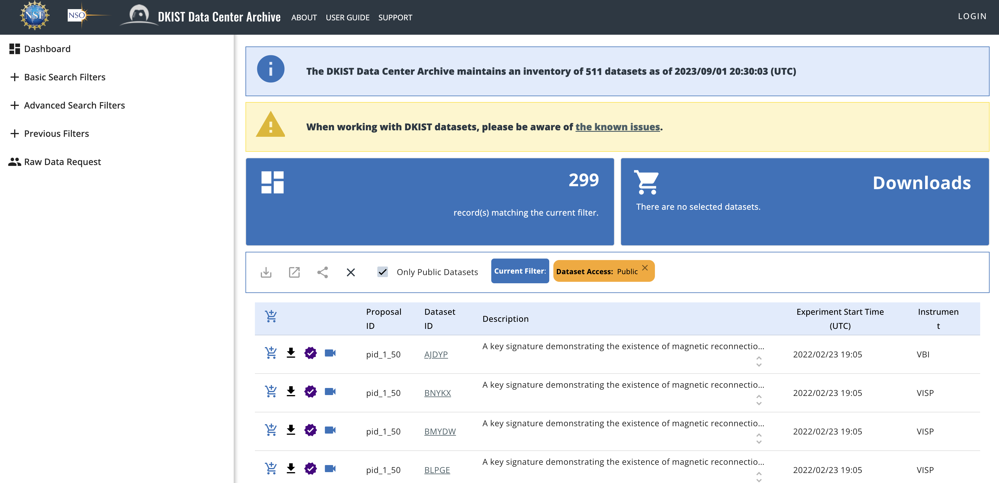 NSF
NSO
DKIST Data Center Archive
ABOUT
USER GUIDE
SUPPORT
LOGIN
Dashboard
Basic Search Filters
Advanced Search Filters
Previous Filters
Raw Data Request
The DKIST Data Center Archive maintains an inventory of 511 datasets as of 2023/09/01 20:30:03 (UTC)
When working with DKIST datasets, please be aware of the known issues.
299
record(s) matching the current filter.
Downloads
There are no selected datasets.
Only Public Datasets
Current Filter:
Dataset Access: Public
Proposal
ID
Dataset
ID
Description
Experiment Start Time
(UTC)
Instrumen
t
pid_1_50 AJDYP A key signature demonstrating the existence of magnetic reconnectio... 2022/02/23 19:05 VBI
pid_1_50 BNYKX A key signature demonstrating the existence of magnetic reconnectio... 2022/02/23 19:05 VISP
pid_1_50 BMYDW A key signature demonstrating the existence of magnetic reconnectio... 2022/02/23 19:05 VISP
pid_1_50 BLPGE A key signature demonstrating the existence of magnetic reconnectio... 2022/02/23 19:05 VISP